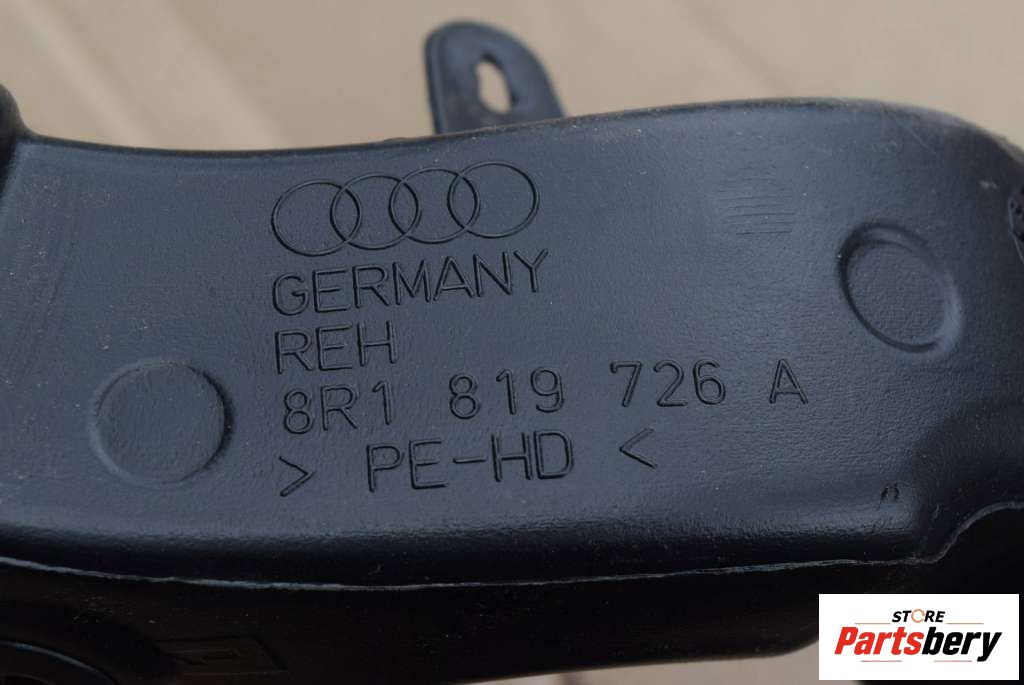 GERMANY
REH
8R1 819 726 A
> PE-HD <
STORE
Partsbery